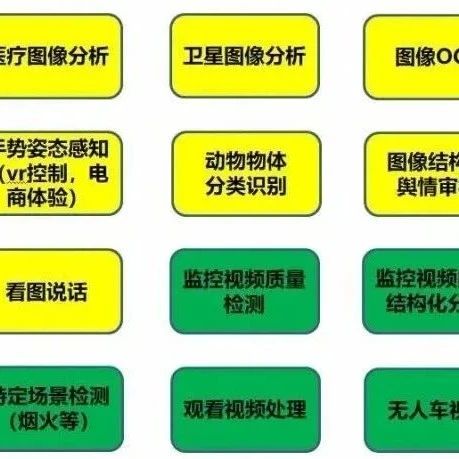 医疗图像分析
卫星图像分析
图像OC
手势姿态感知
（vr控制，电
商体验）
动物物体
分类识别
图像结构
舆情审
看图说话
监控视频质量
检测
监控视频
结构化分
特定场景检测
（烟火等）
观看视频处理
无人车视